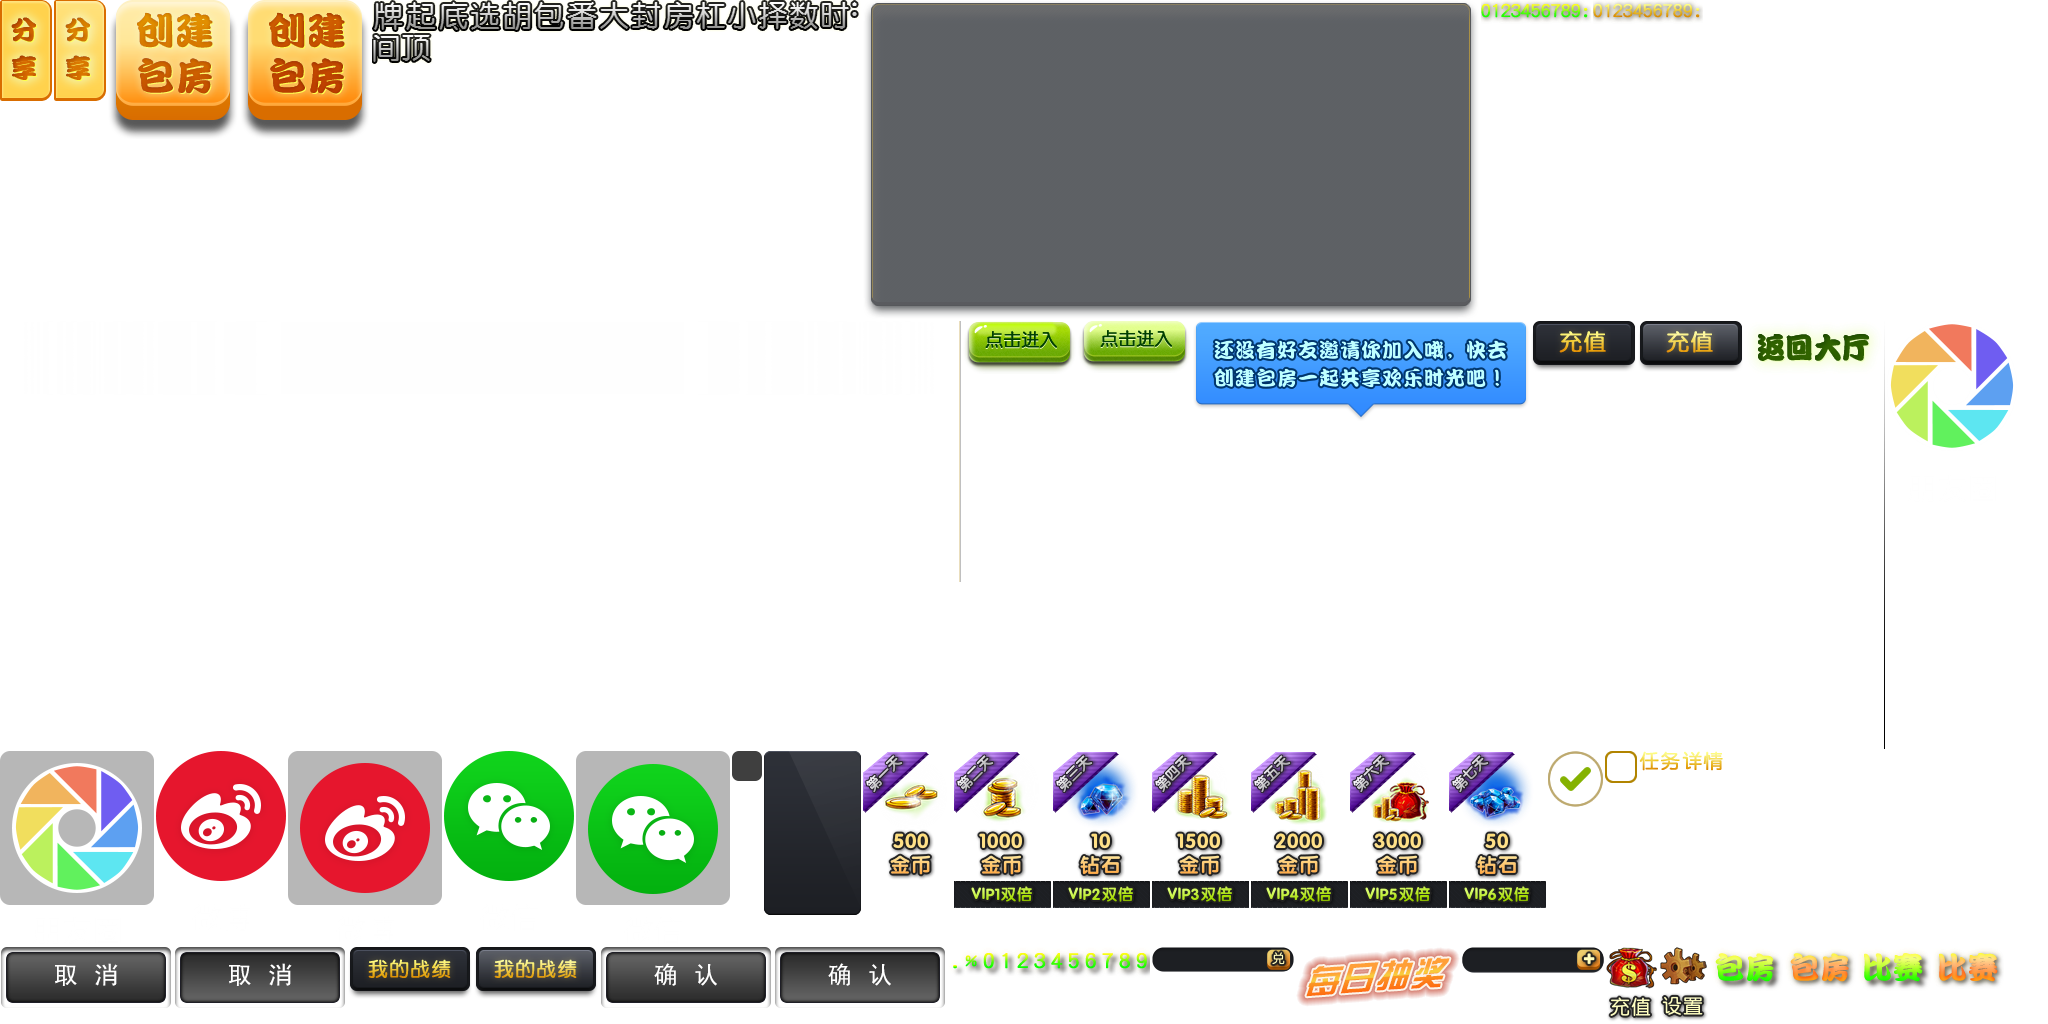 分享
分享
创建包房
创建包房
牌起底选胡包番大封房杠小择数时:
间顶
0123456789:
0123456789:
点击进入
点击进入
还没有好友邀请你加入哦，快去
创建包房一起共享欢乐时光吧！
充值
充值
返回大厅
第一天
500
金币
第二天
1000
金币
VIP1双倍
第三天
10
钻石
VIP2双倍
第四天
1500
金币
VIP3双倍
第五天
2000
金币
VIP4双倍
第六天
3000
金币
VIP5双倍
第七天
50
钻石
VIP6双倍
任务详情
取 消
取 消
我的战绩
我的战绩
确 认
确 认
.%0123456789
兑
每日抽奖
充值
设置
包房
包房
比赛
比赛